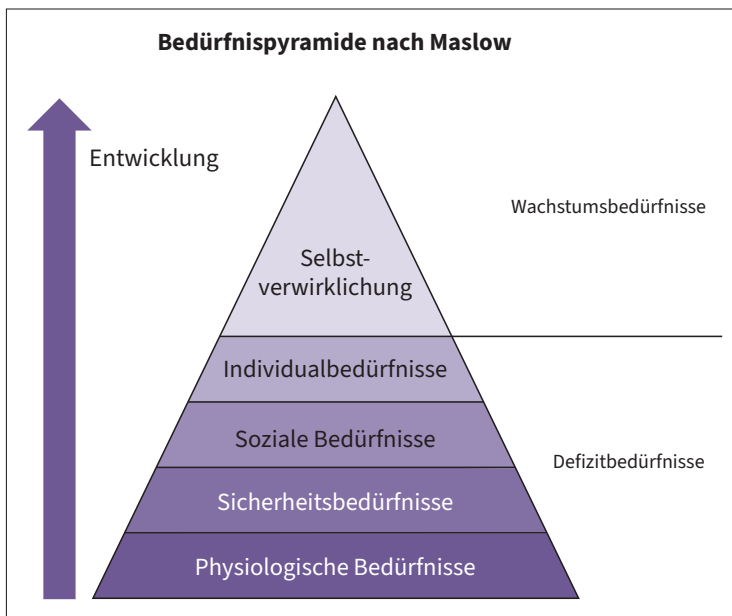 Bedürfnispyramide nach Maslow
Entwicklung
Wachstumsbedürfnisse
Selbst-
verwirklichung
Individualbedürfnisse
Soziale Bedürfnisse
Defizitbedürfnisse
Sicherheitsbedürfnisse
Physiologische Bedürfnisse